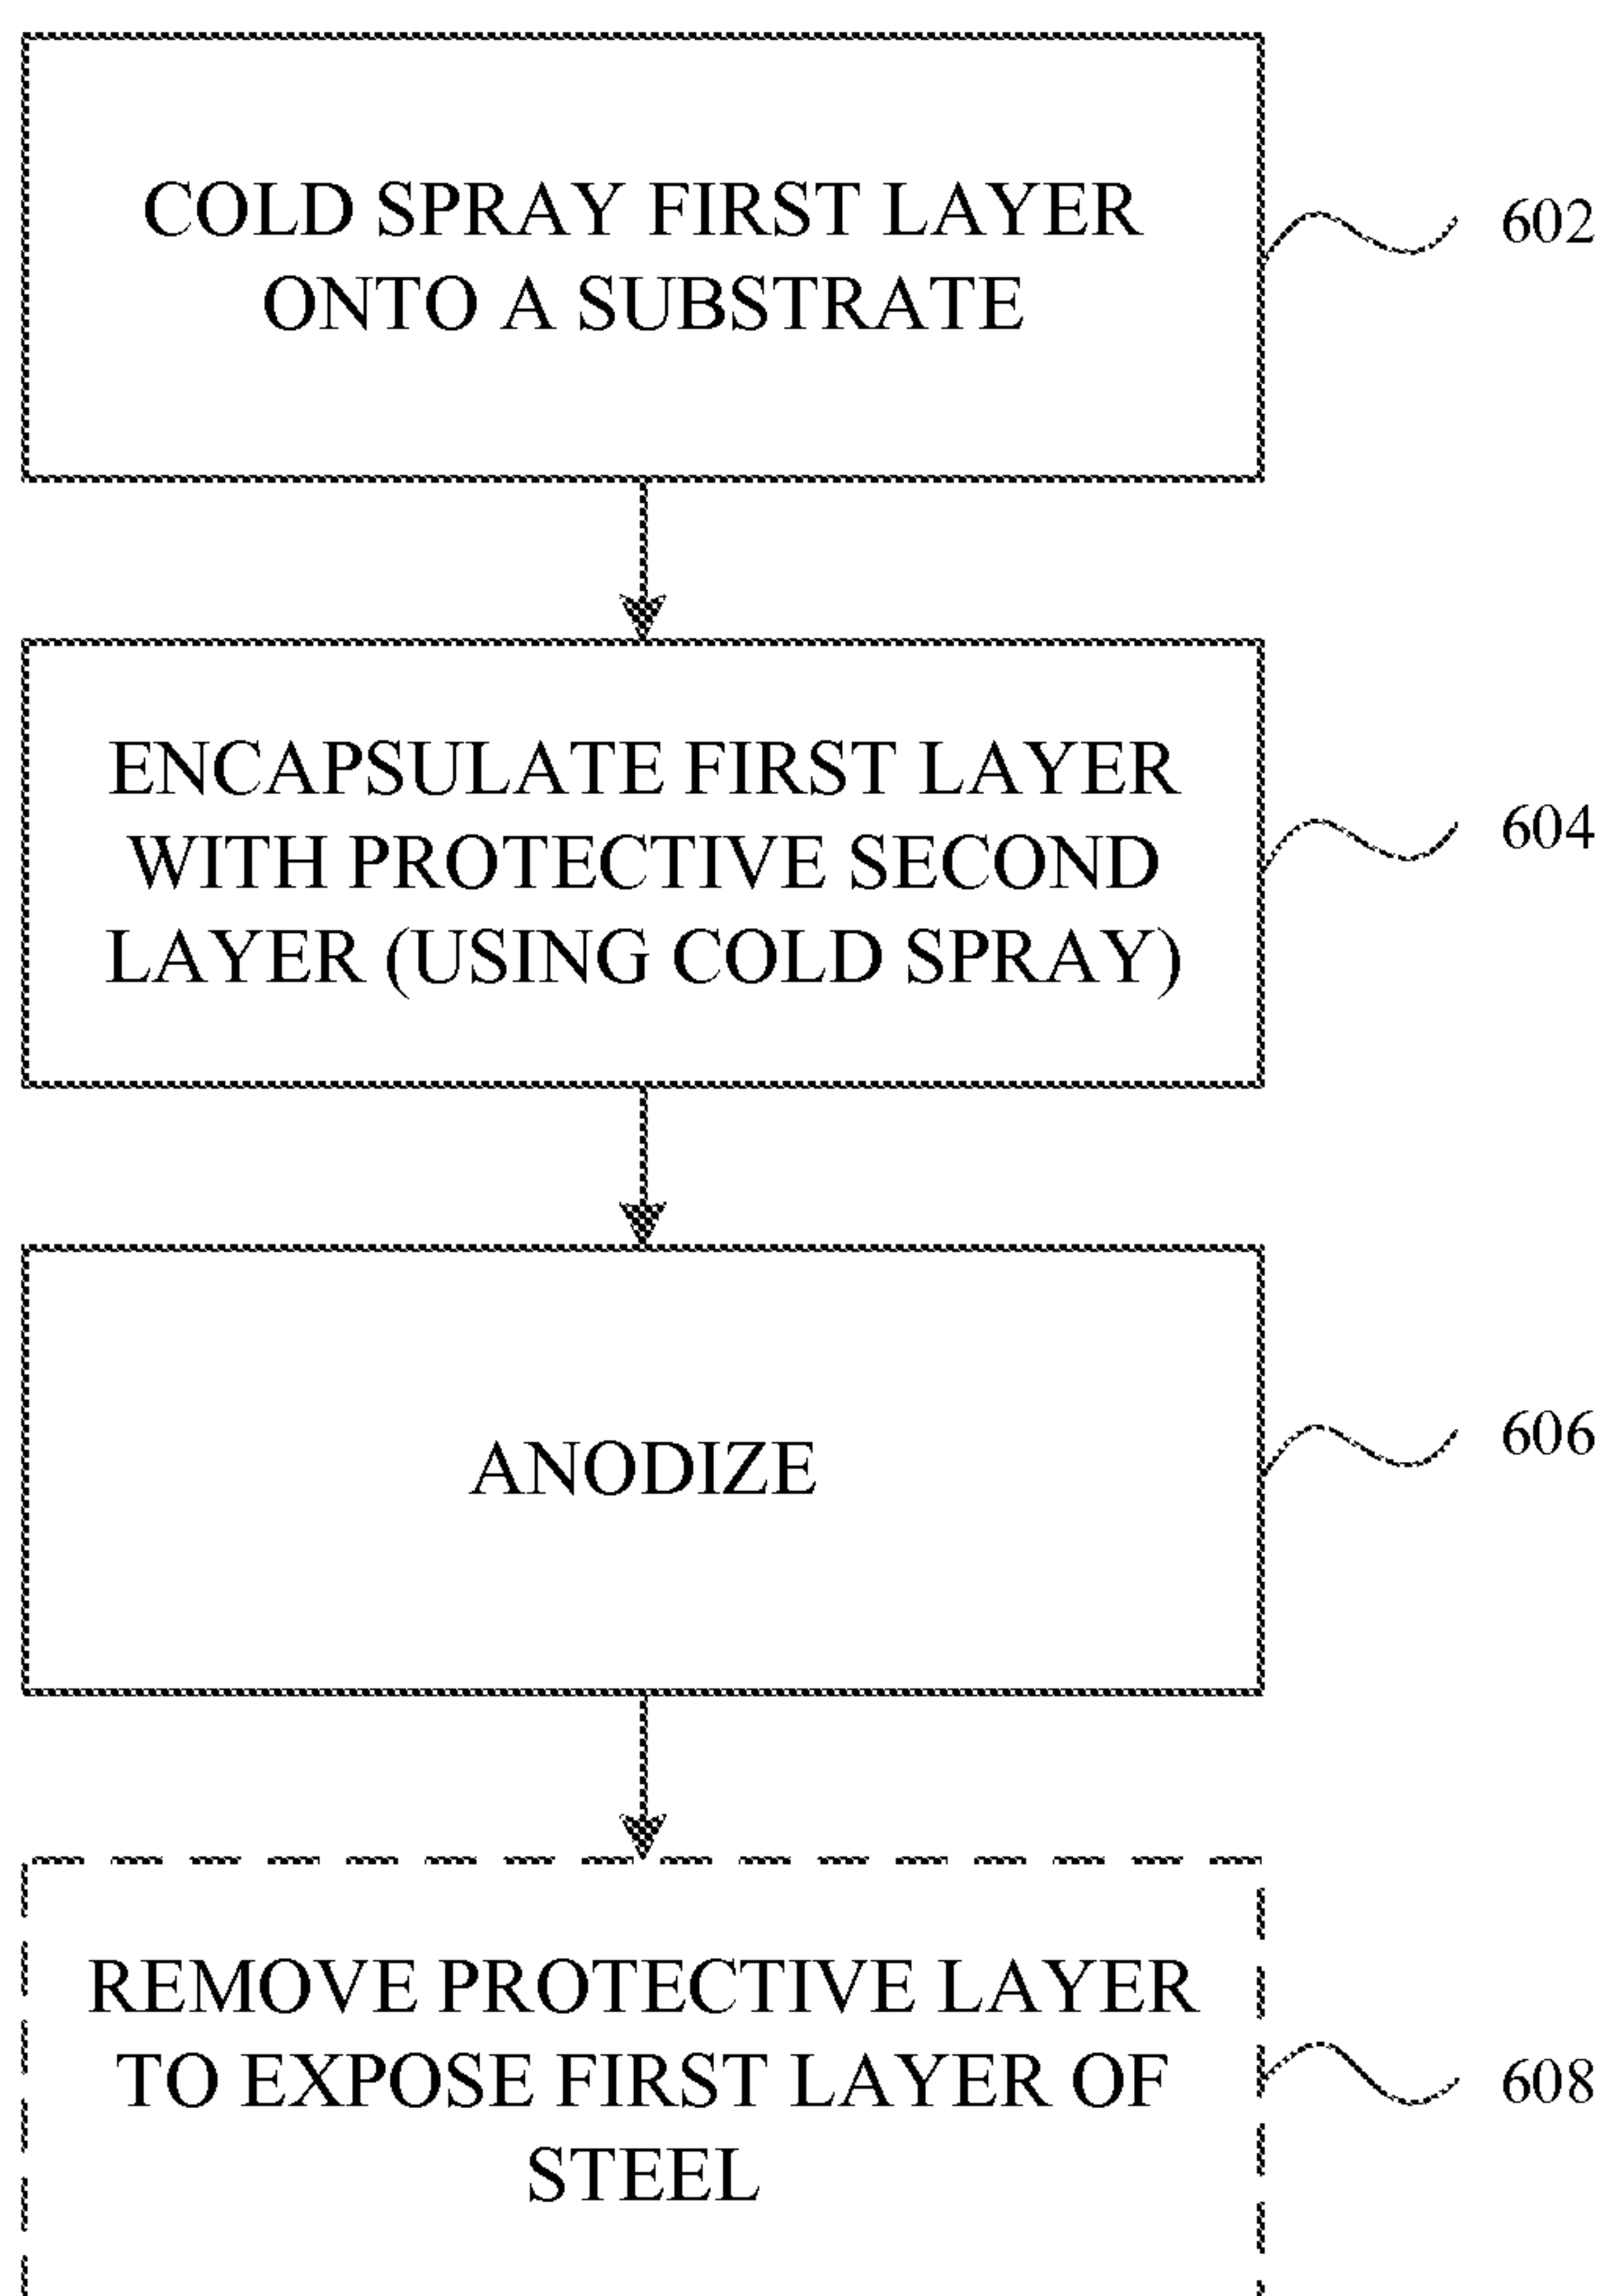 COLD SPRAY FIRST LAYER
ONTO A SUBSTRATE
602
ENCAPSULATE FIRST LAYER
WITH PROTECTIVE SECOND
LAYER (USING COLD SPRAY)
604
ANODIZE
606
REMOVE PROTECTIVE LAYER
TO EXPOSE FIRST LAYER OF
STEEL
608